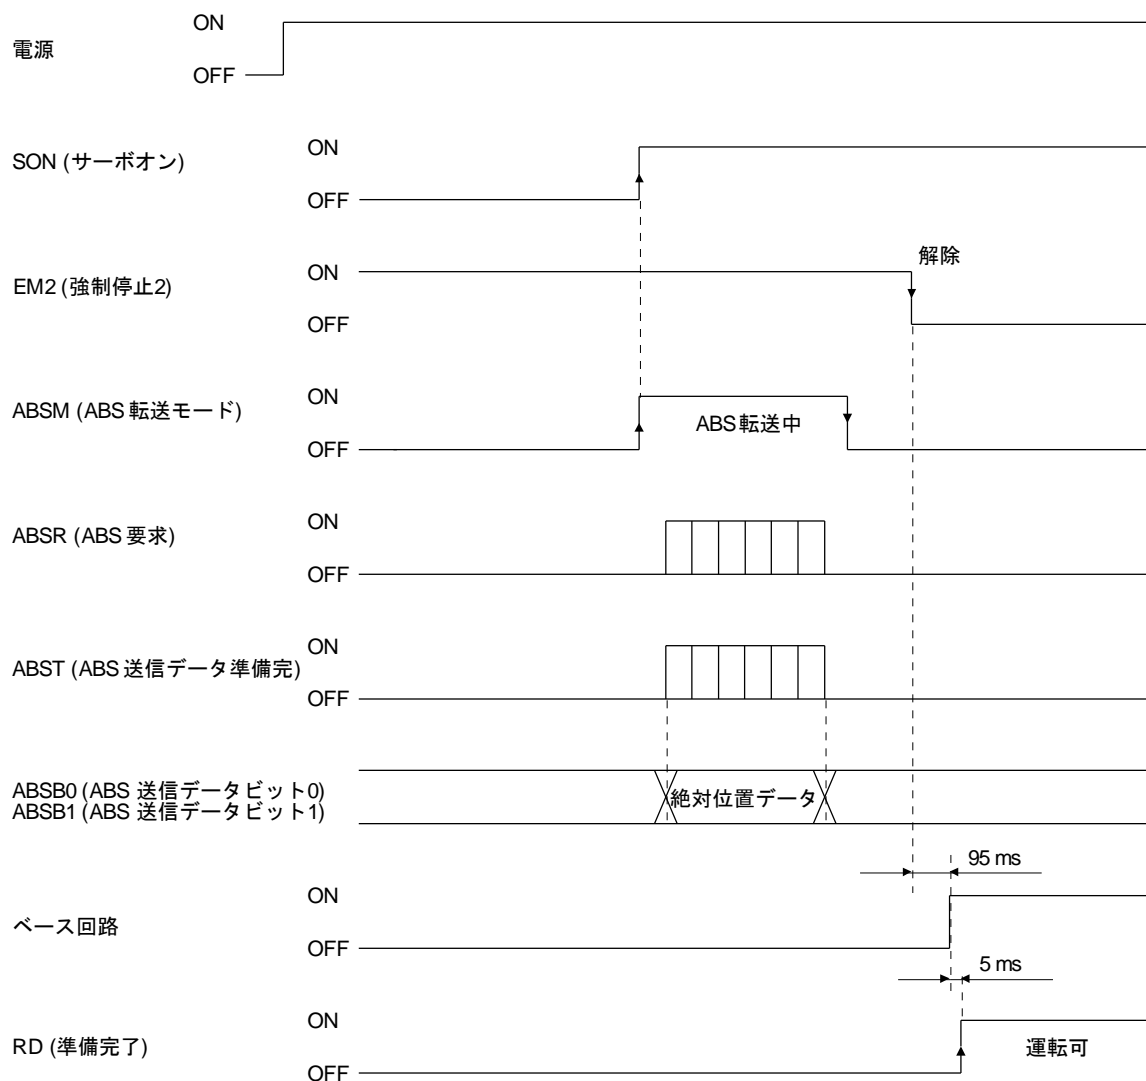 電源
ON
OFF
SON (サーボオン)
ON
OFF
EM2 (強制停止2)
ON
解除
OFF
ABSM (ABS 転送モード)
ON
ABS 転送中
OFF
ABSR (ABS 要求)
ON
OFF
ABST (ABS 送信データ準備完)
ON
OFF
ABSB0 (ABS 送信データビット0)
ABSB1 (ABS 送信データビット1)
絶対位置データ
95 ms
ベース回路
ON
OFF
5 ms
RD (準備完了)
ON
運転可
OFF